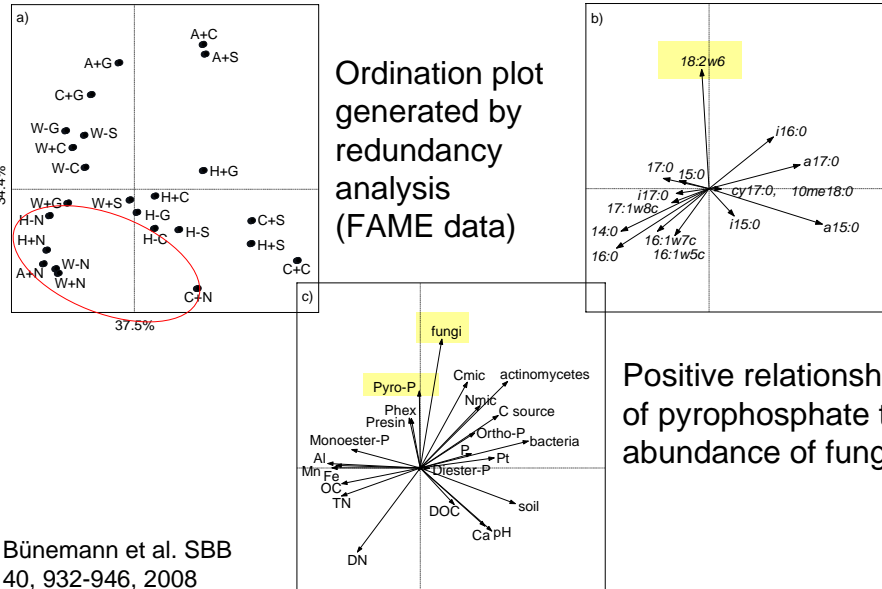 a)
A+C
A+S
A+G
C+G
W-G
W-S
W+C
W-C
H+G
W+G
W+S
H+C
H-N
H-G
H-C
H-S
C+S
H+S
H+N
A+N
W-N
W+N
C+C
C+N
34.4%
37.5%
Ordination plot
generated by
redundancy
analysis
(FAME data)
b)
18:2w6
i16:0
a17:0
17:0
15:0
i17:0
cy17:0, 10me18:0
17:1w8c
14:0
i15:0
a15:0
16:0
16:1w7c
16:1w5c
c)
fungi
Pyro-P
Cmic
actinomycetes
Nmic
Phex
Presin
C source
Ortho-P
bacteria
Monoester-P
P
Pt
Al
Mn
Fe
Diester-P
OC
TN
DOC
soil
Ca
pH
DN
Positive relationsh
of pyrophosphate
abundance of fung
Bünemann et al. SBB
40, 932-946, 2008